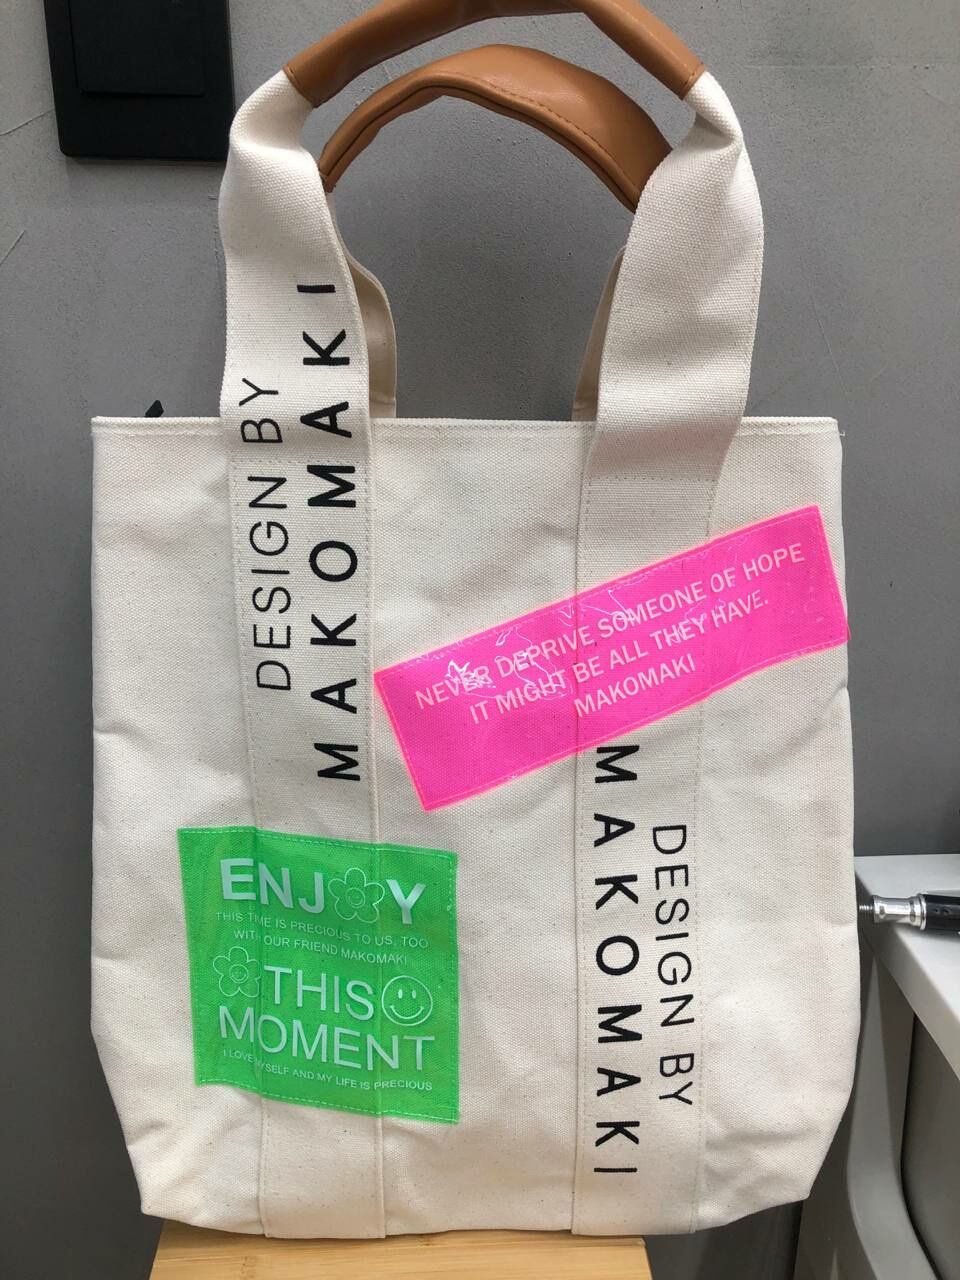 DESIGN BY
MAKOMAKI
NEVER DEPRIVE SOMEONE OF HOPE
IT MIGHT BE ALL THEY HAVE.
MAKOMAKI
ENJOY
THIS TIME IS PRECIOUS TO US, TOO
WITH OUR FRIEND MAKOMAKI
THIS
MOMENT
I LOVE MYSELF AND MY LIFE IS PRECIOUS
MAKOMAKI
DESIGN BY